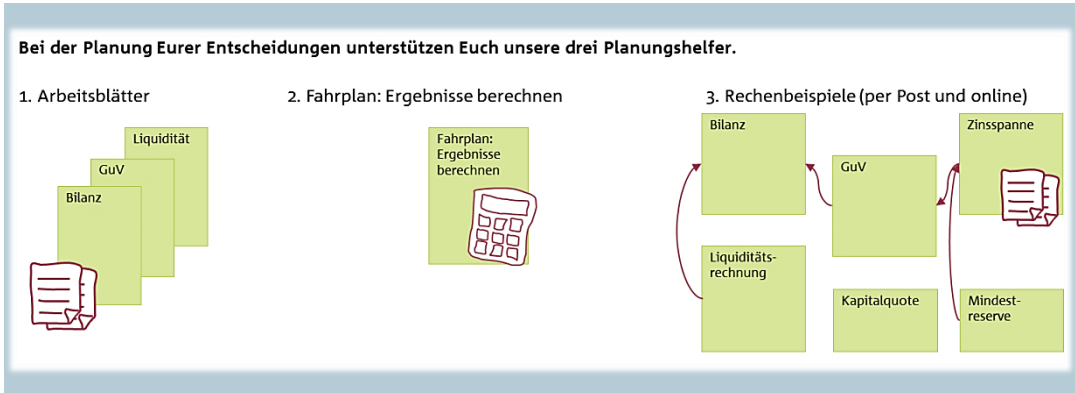 Bei der Planung Eurer Entscheidungen unterstützen Euch unsere drei Planungshelfer.
1. Arbeitsblätter
Liquidität
GuV
Bilanz
2. Fahrplan: Ergebnisse berechnen
Fahrplan:
Ergebnisse
berechnen
3. Rechenbeispiele (per Post und online)
Bilanz
GuV
Zinsspanne
Liquiditäts-
rechnung
Kapitalquote
Mindest-
reserve